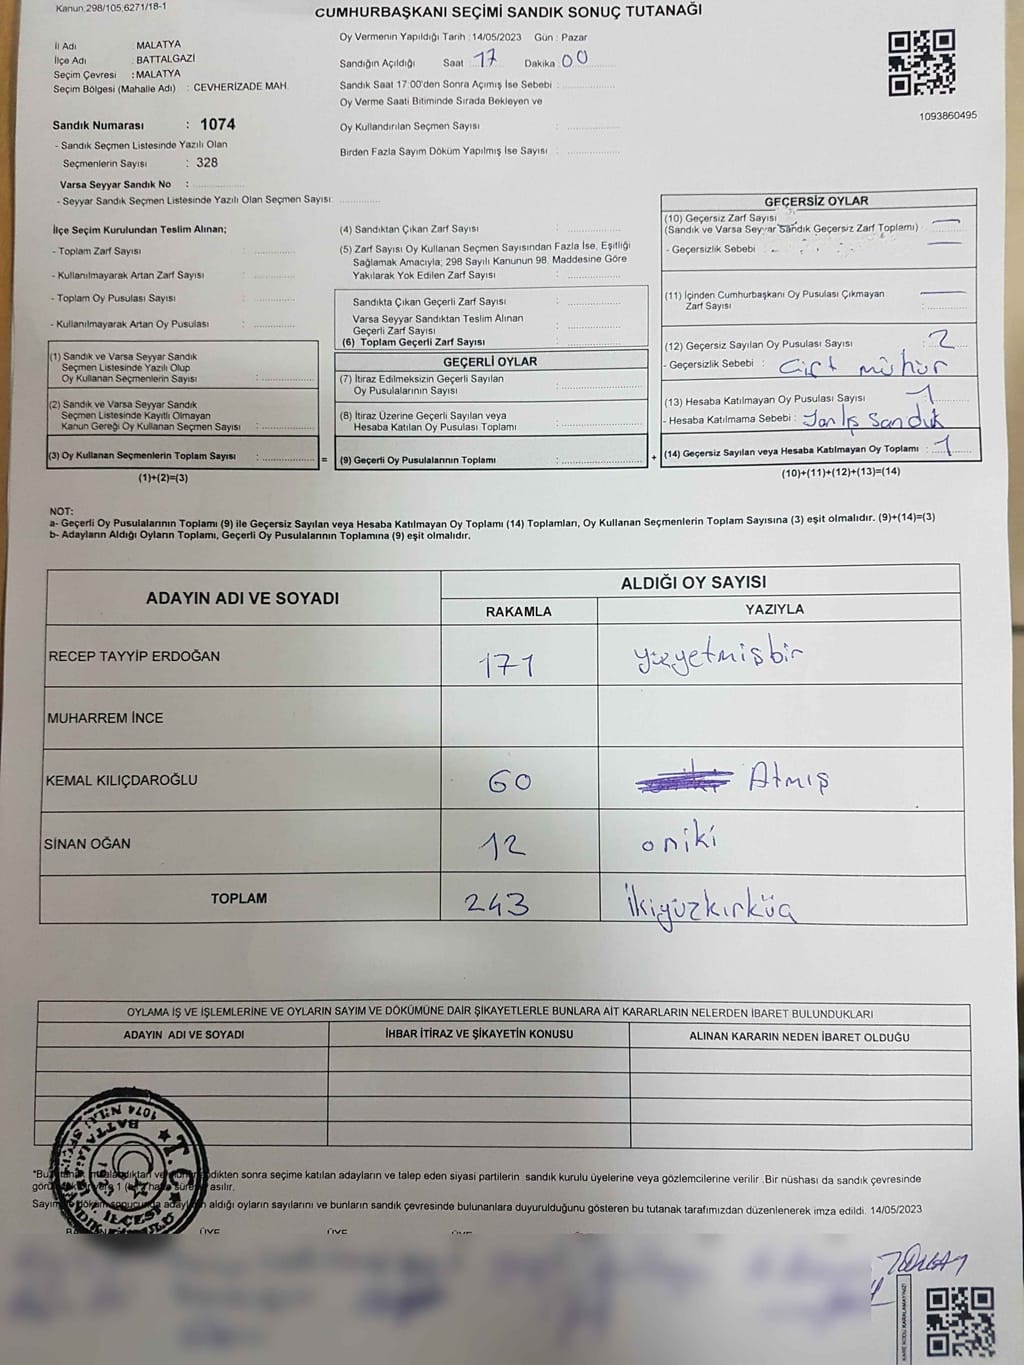 Kanun 298/105,6271/18-1
CUMHURBAŞKANI SEÇİMİ SANDIK SONUÇ TUTANAĞI
İl Adı : MALATYA
İlçe Adı : BATTALGAZİ
Seçim Çevresi : MALATYA
Seçim Bölgesi (Mahalle Adı) : CEVHERİZADE MAH.
Sandık Numarası : 1074
- Sandık Seçmen Listesinde Yazılı Olan
Seçmenlerin Sayısı : 328
Varsa Seyyar Sandık No :
- Seyyar Sandık Seçmen Listesinde Yazılı Olan Seçmen Sayısı:
Oy Vermenin Yapıldığı Tarih : 14/05/2023 Gün : Pazar
Sandığın Açıldığı Saat 17 Dakika 00
Sandık Saat 17:00'den Sonra Açımış İse Sebebi :
Oy Verme Saati Bitiminde Sırada Bekleyen ve
Oy Kullandırılan Seçmen Sayısı :
Birden Fazla Sayım Döküm Yapılmış İse Sayısı :
1093860495
İlçe Seçim Kurulundan Teslim Alınan;
- Toplam Zarf Sayısı :
- Kullanılmayarak Artan Zarf Sayısı :
- Toplam Oy Pusulası Sayısı :
- Kullanılmayarak Artan Oy Pusulası :
(1) Sandık ve Varsa Seyyar Sandık
Seçmen Listesinde Yazılı Olup
Oy Kullanan Seçmenlerin Sayısı :
(2) Sandık ve Varsa Seyyar Sandık
Seçmen Listesinde Kayıtlı Olmayan
Kanun Gereği Oy Kullanan Seçmen Sayısı :
(3) Oy Kullanan Seçmenlerin Toplam Sayısı : =
(1)+(2)=(3)
(4) Sandıktan Çıkan Zarf Sayısı :
(5) Zarf Sayısı Oy Kullanan Seçmen Sayısından Fazla İse, Eşitliği
Sağlamak Amacıyla; 298 Sayılı Kanunun 98. Maddesine Göre
Yakılarak Yok Edilen Zarf Sayısı :
Sandıkta Çıkan Geçerli Zarf Sayısı :
Varsa Seyyar Sandıktan Teslim Alınan
Geçerli Zarf Sayısı :
(6) Toplam Geçerli Zarf Sayısı :
GEÇERLİ OYLAR
(7) İtiraz Edilmeksizin Geçerli Sayılan
Oy Pusulalarının Sayısı :
(8) İtiraz Üzerine Geçerli Sayılan veya
Hesaba Katılan Oy Pusulası Toplamı :
(9) Geçerli Oy Pusulalarının Toplamı : +
GEÇERSİZ OYLAR
(10) Geçersiz Zarf Sayısı
(Sandık ve Varsa Seyyar Sandık Geçersiz Zarf Toplamı) : —
- Geçersizlik Sebebi : —
(11) İçinden Cumhurbaşkanı Oy Pusulası Çıkmayan —
Zarf Sayısı :
(12) Geçersiz Sayılan Oy Pusulası Sayısı : 2
- Geçersizlik Sebebi : Çift mühür
(13) Hesaba Katılmayan Oy Pusulası Sayısı : 1
- Hesaba Katılmama Sebebi : Yanlış Sandık
(14) Geçersiz Sayılan veya Hesaba Katılmayan Oy Toplamı : 1
(10)+(11)+(12)+(13)=(14)
NOT:
a- Geçerli Oy Pusulalarının Toplamı (9) ile Geçersiz Sayılan veya Hesaba Katılmayan Oy Toplamı (14) Toplamları, Oy Kullanan Seçmenlerin Toplam Sayısına (3) eşit olmalıdır. (9)+(14)=(3)
b- Adayların Aldığı Oyların Toplamı, Geçerli Oy Pusulalarının Toplamına (9) eşit olmalıdır.
ADAYIN ADI VE SOYADI ALDIĞI OY SAYISI
RAKAMLA YAZIYLA
RECEP TAYYİP ERDOĞAN 171 yüzyetmişbir
MUHARREM İNCE
KEMAL KILIÇDAROĞLU 60 Atmış
SİNAN OĞAN 12 oniki
TOPLAM 243 İkiyüzkırküç
OYLAMA İŞ VE İŞLEMLERİNE VE OYLARIN SAYIM VE DÖKÜMÜNE DAİR ŞİKAYETLERLE BUNLARA AİT KARARLARIN NELERDEN İBARET BULUNDUKLARI
ADAYIN ADI VE SOYADI İHBAR İTİRAZ VE ŞİKAYETİN KONUSU ALINAN KARARIN NEDEN İBARET OLDUĞU
*Bu sonra seçime katılan adayların ve talep eden siyasi partilerin sandık kurulu üyelerine veya gözlemcilerine verilir .Bir nüshası da sandık çevresinde
asılır.
aldığı oyların sayılarını ve bunların sandık çevresinde bulunanlara duyurulduğunu gösteren bu tutanak tarafımızdan düzenlenerek imza edildi. 14/05/2023
ÜYE ÜYE ÜYE
T.C.
BATTALGAZİ
İLÇESİ
1074
KARE KODU KARALAMAYINIZ!